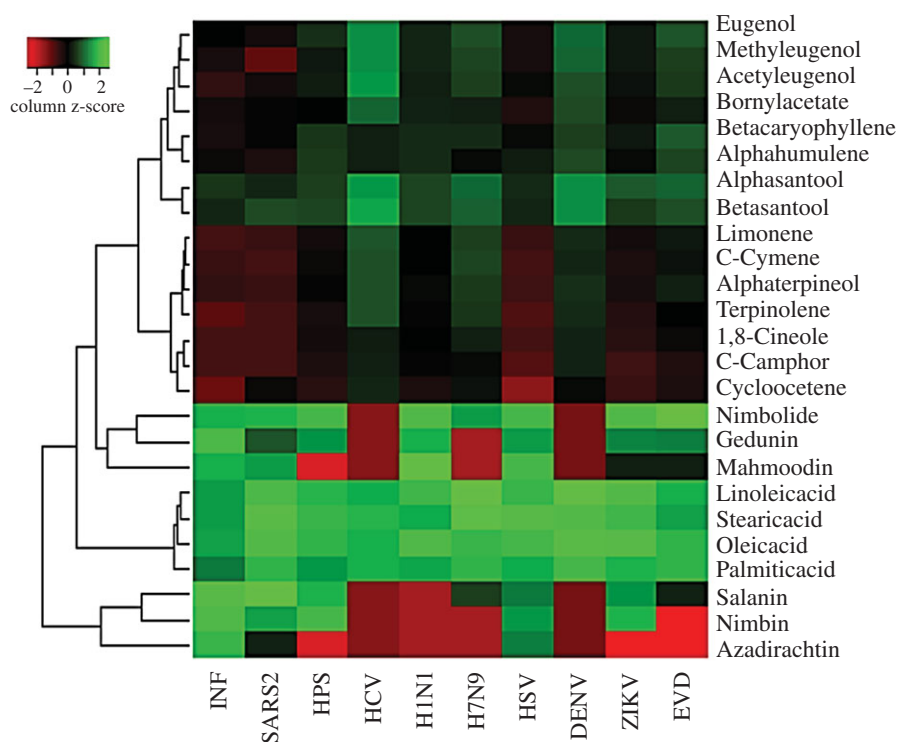 −2 0 2
column z-score
Eugenol
Methyleugenol
Acetyleugenol
Bornylacetate
Betacaryophyllene
Alphahumulene
Alphasantool
Betasantool
Limonene
C-Cymene
Alphaterpineol
Terpinolene
1,8-Cineole
C-Camphor
Cycloocetene
Nimbolide
Gedunin
Mahmoodin
Linoleicacid
Stearicacid
Oleicacid
Palmiticacid
Salanin
Nimbin
Azadirachtin
INF
SARS2
HPS
HCV
H1N1
H7N9
HSV
DENV
ZIKV
EVD